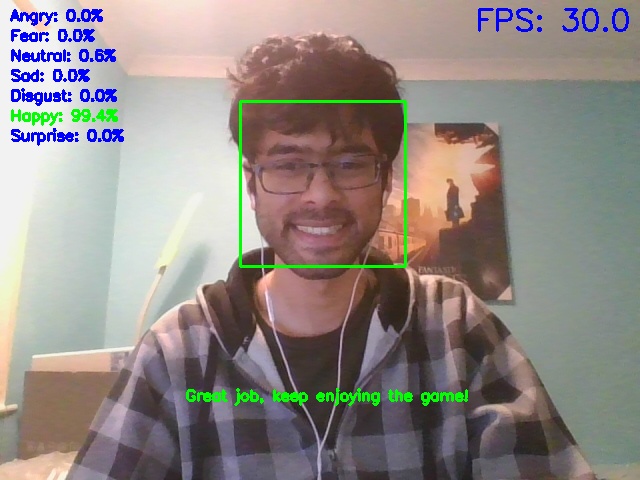 Angry: 0.0%
Fear: 0.0%
Neutral: 0.6%
Sad: 0.0%
Disgust: 0.0%
Happy: 99.4%
Surprise: 0.0%
FPS: 30.0
FANTASTIC
Great job, keep enjoying the game!